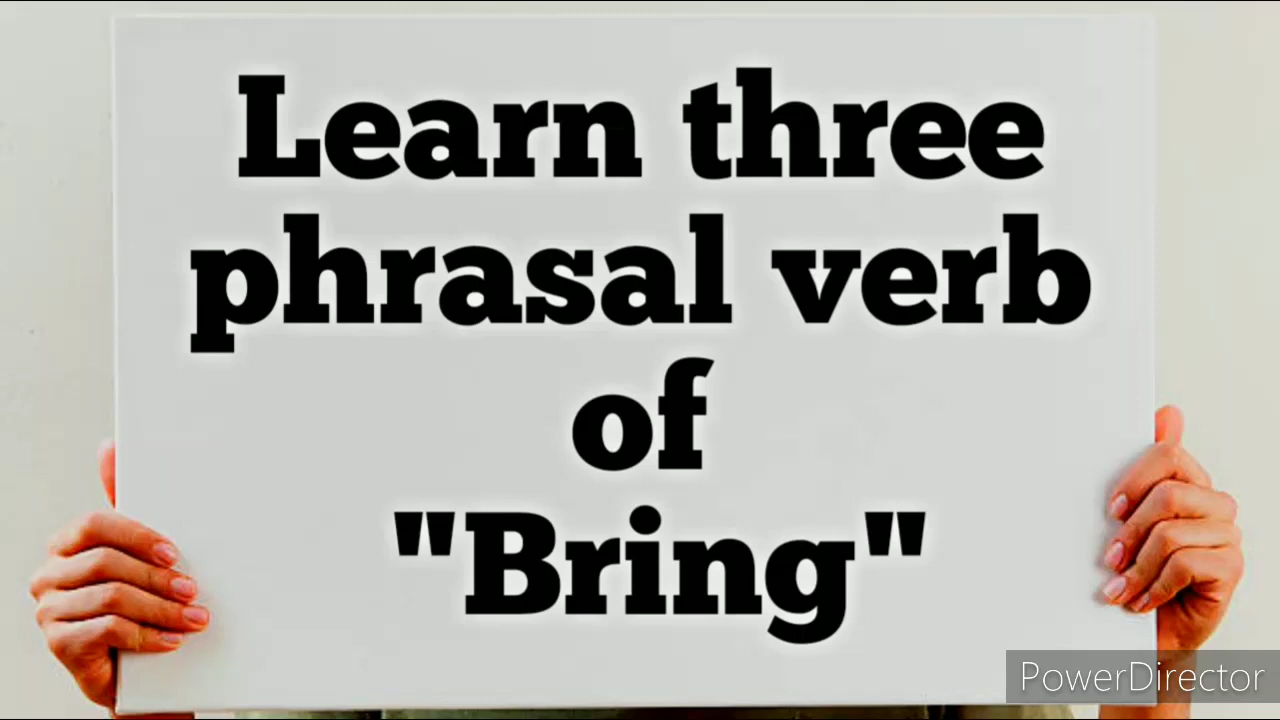 Learn three
phrasal verb
of
"Bring"
PowerDirector